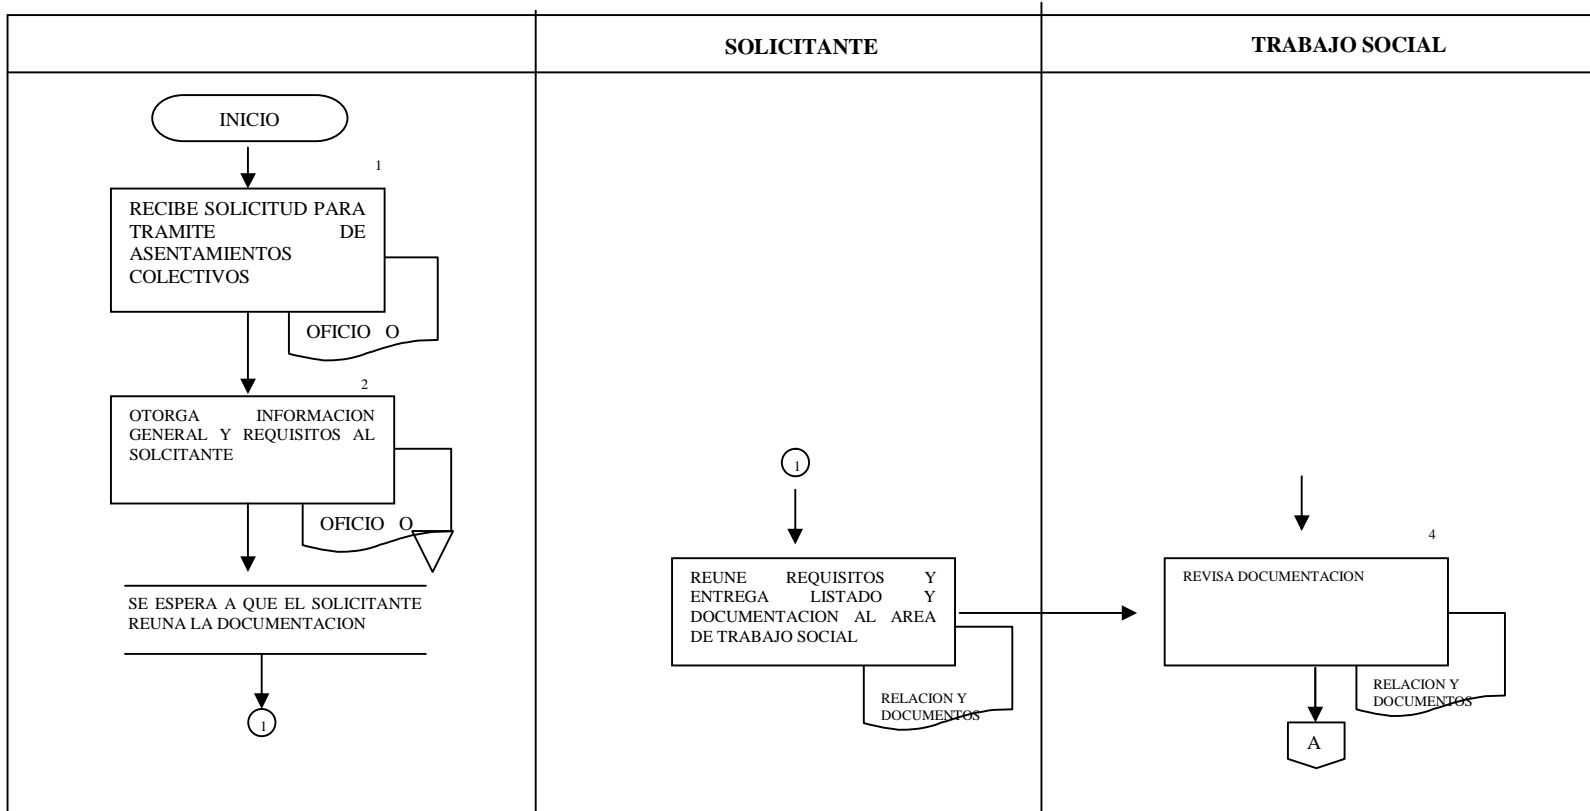 SOLICITANTE
TRABAJO SOCIAL
INICIO
1
RECIBE SOLICITUD PARA
TRAMITE DE
ASENTAMIENTOS
COLECTIVOS
OFICIO O
2
OTORGA INFORMACION
GENERAL Y REQUISITOS AL
SOLCITANTE
OFICIO O
SE ESPERA A QUE EL SOLICITANTE
REUNA LA DOCUMENTACION
1
1
REUNE REQUISITOS Y
ENTREGA LISTADO Y
DOCUMENTACION AL AREA
DE TRABAJO SOCIAL
RELACION Y
DOCUMENTOS
4
REVISA DOCUMENTACION
RELACION Y
DOCUMENTOS
A